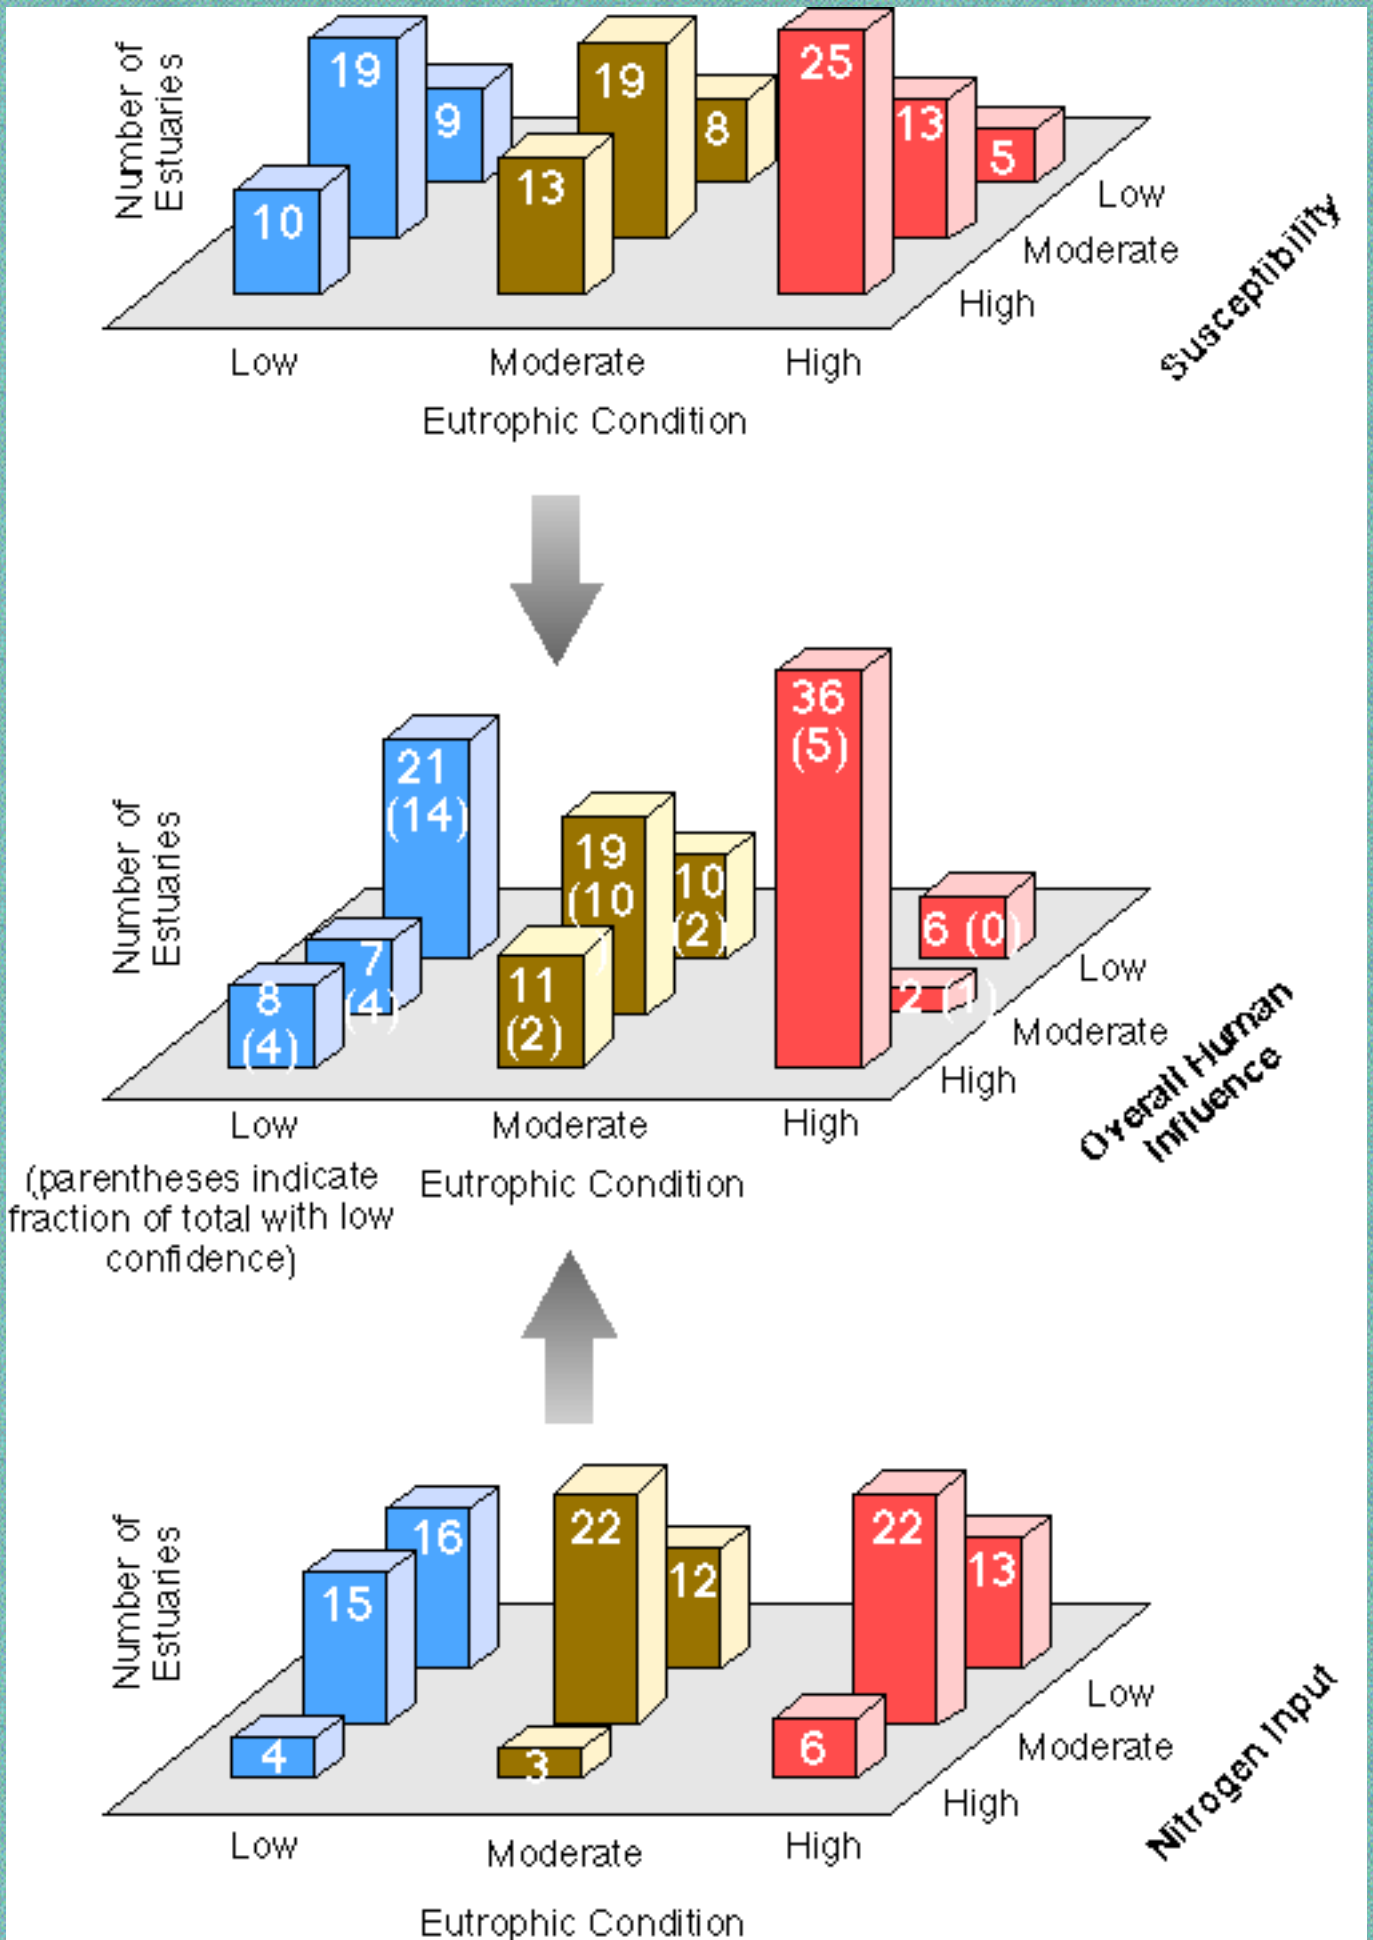 Number of
Estuaries
19
9
10
19
8
13
25
13
5
Low
Moderate
High
Susceptibility
Low
Moderate
High
Eutrophic Condition
Number of
Estuaries
21
(14)
7
(4)
8
(4)
19
(10
)
10
(2)
11
(2)
36
(5)
6 (0)
2 (1)
Low
Moderate
High
Overall Human
Influence
Low
Moderate
High
(parentheses indicate
fraction of total with low
confidence)
Eutrophic Condition
Number of
Estuaries
16
15
4
22
12
3
22
13
6
Low
Moderate
High
Nitrogen Input
Low
Moderate
High
Eutrophic Condition